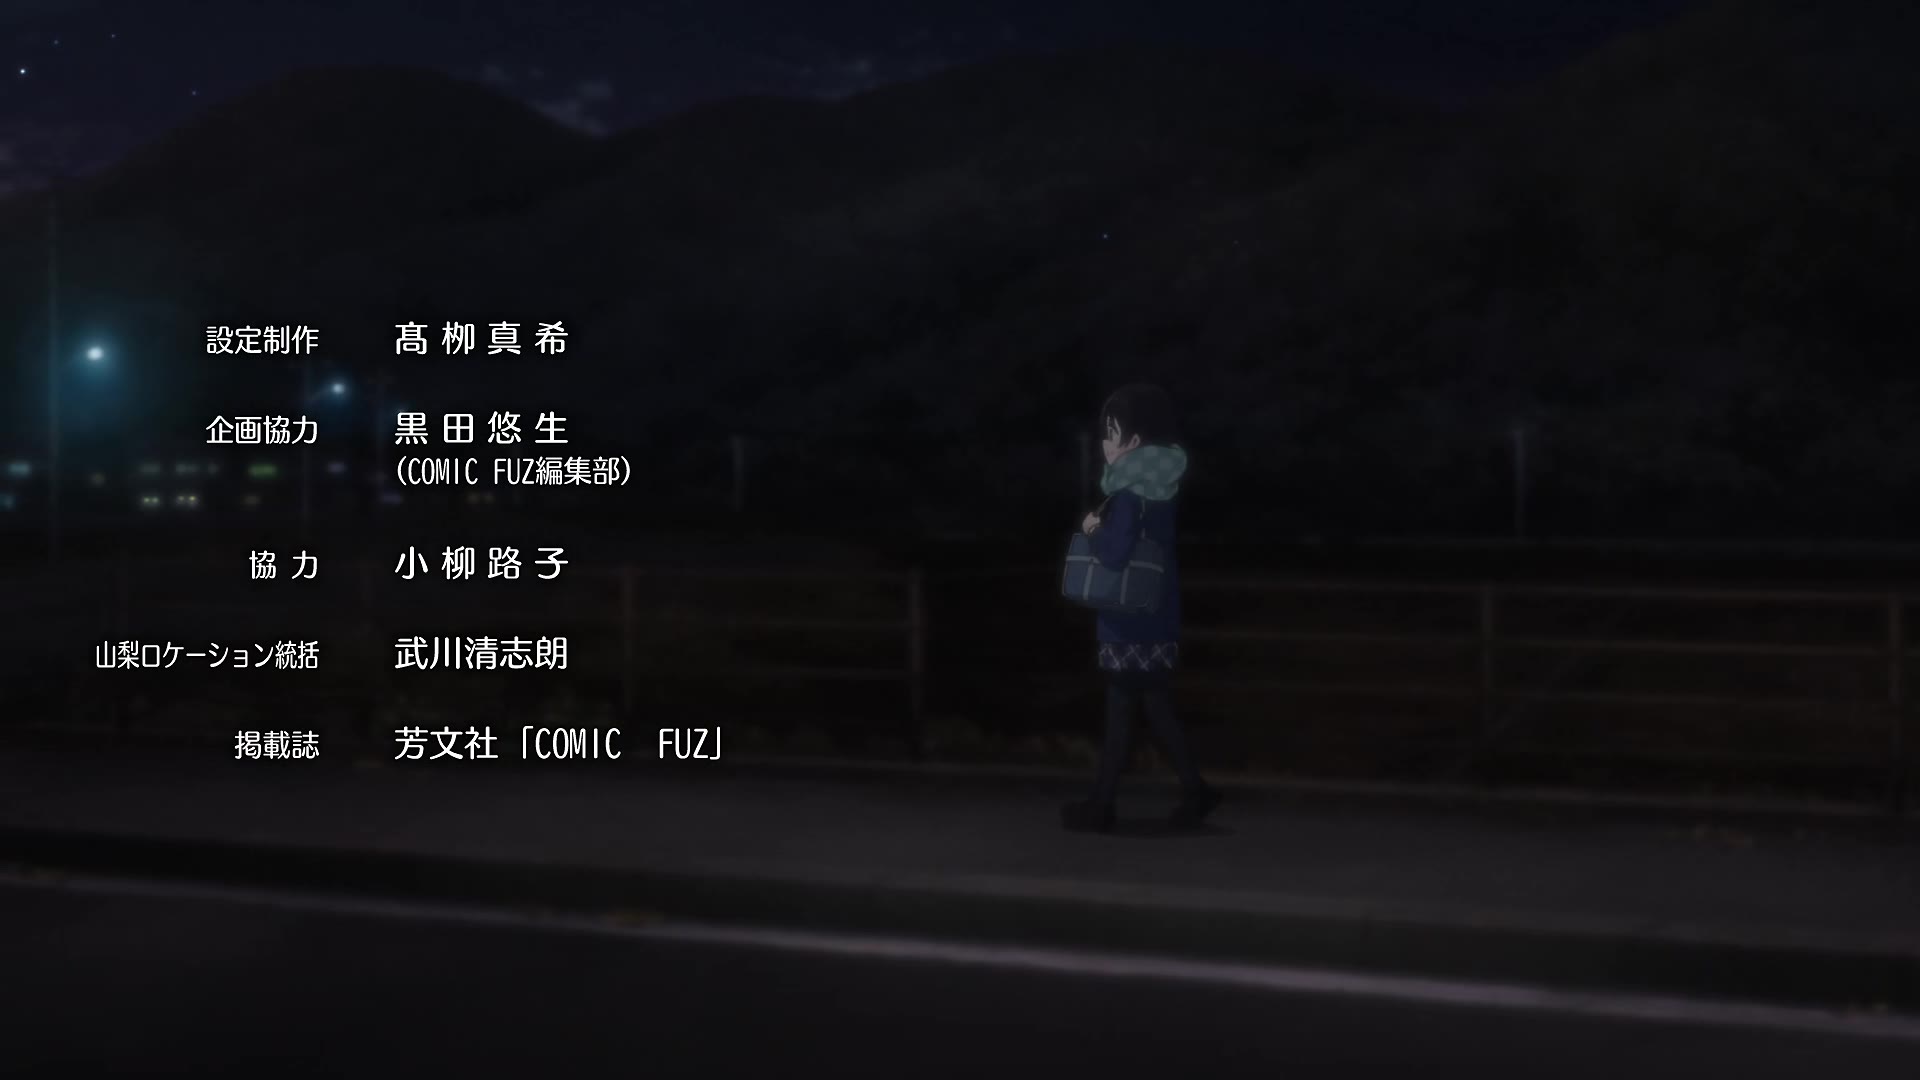 設定制作 髙栁真希
企画協力 黒田悠生
(COMIC FUZ編集部)
協力 小柳路子
山梨ロケーション統括 武川清志朗
掲載誌 芳文社「COMIC FUZ」